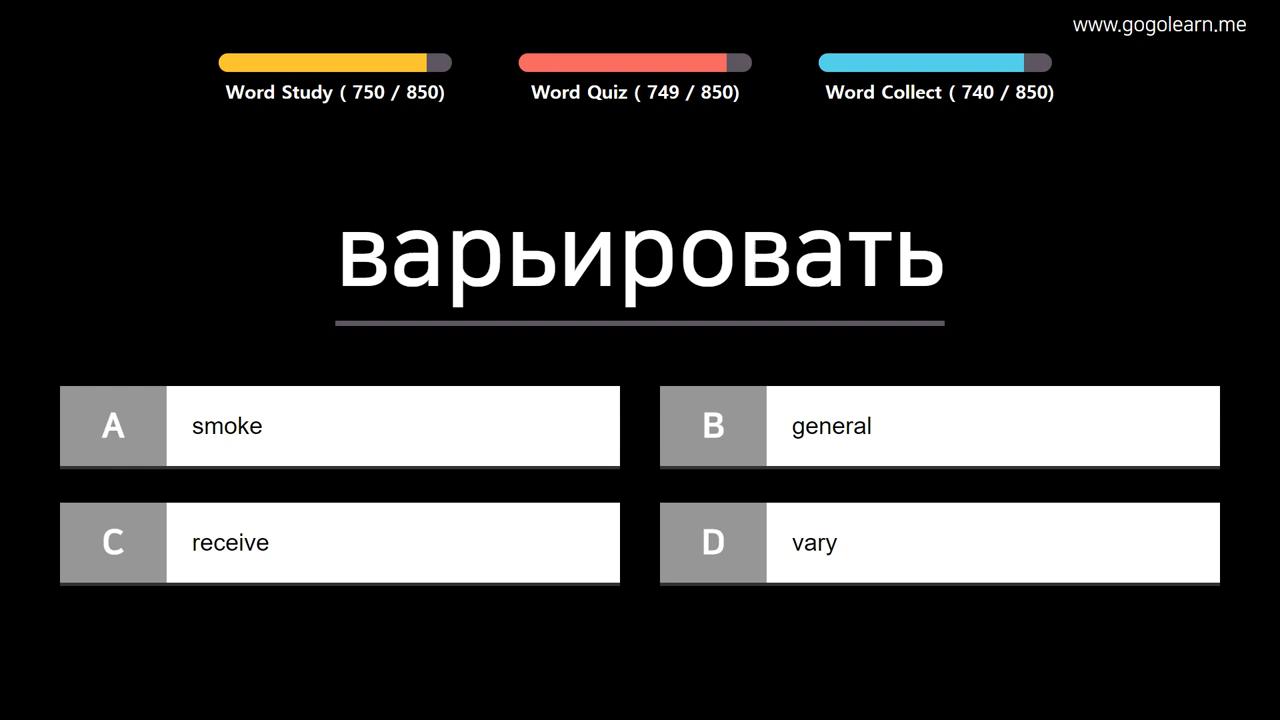 www.gogolearn.me
Word Study ( 750 / 850)
Word Quiz ( 749 / 850)
Word Collect ( 740 / 850)
варьировать
A smoke
B general
C receive
D vary